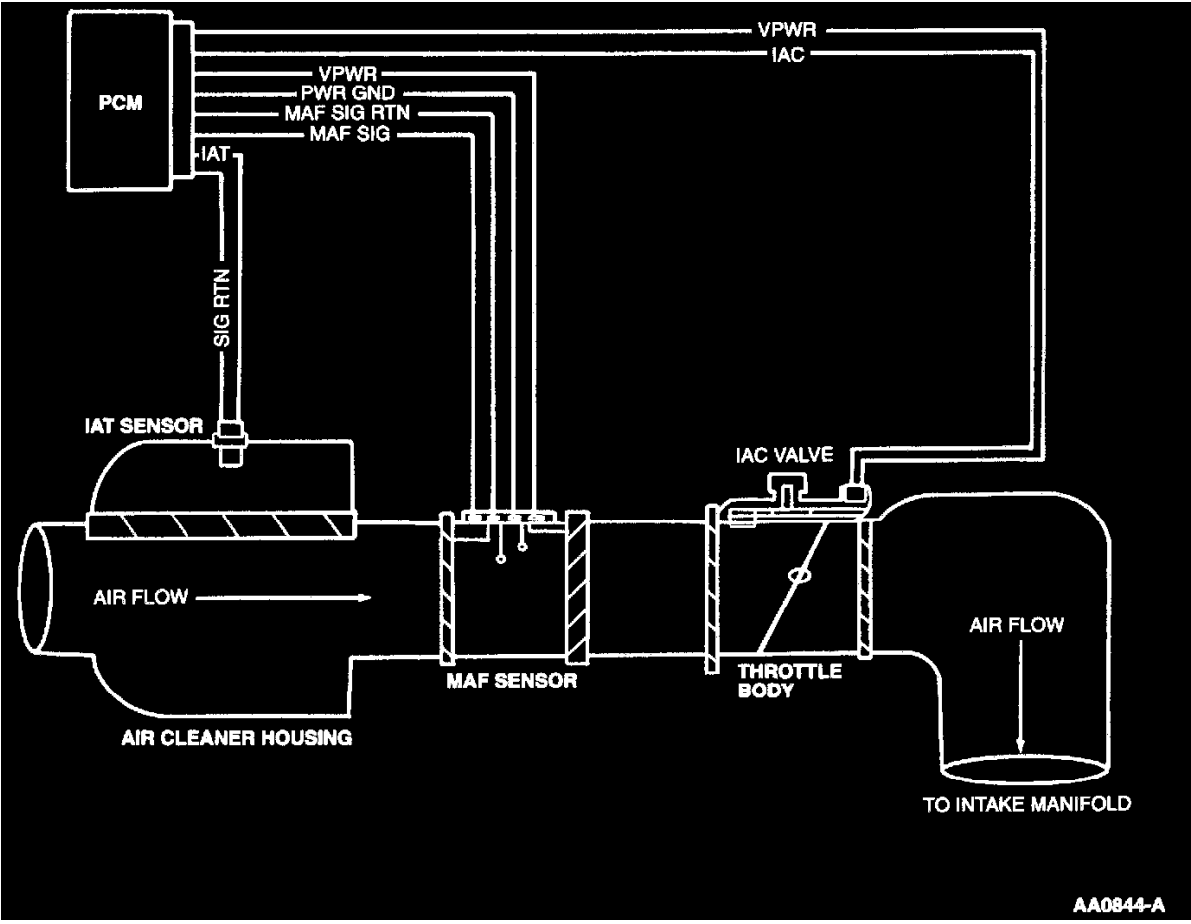 VPWR
IAC
VPWR
PCM
PWR GND
MAF SIG RTN
MAF SIG
IAT
SIG RTN
IAT SENSOR
IAC VALVE
AIR FLOW
AIR FLOW
MAF SENSOR
THROTTLE
BODY
AIR CLEANER HOUSING
TO INTAKE MANIFOLD
AA0844-A